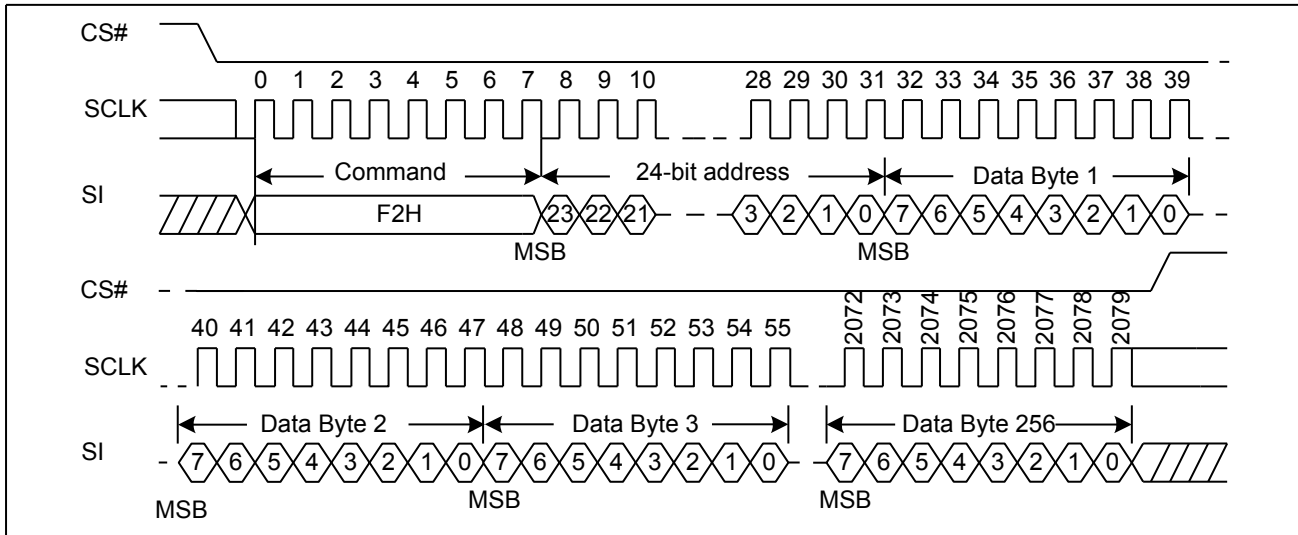 CS#
0 1 2 3 4 5 6 7 8 9 10 28 29 30 31 32 33 34 35 36 37 38 39
SCLK
Command 24-bit address Data Byte 1
SI
F2H 23 22 21 3 2 1 0 7 6 5 4 3 2 1 0
MSB MSB
CS#
40 41 42 43 44 45 46 47 48 49 50 51 52 53 54 55 2072 2073 2074 2075 2076 2077 2078 2079
SCLK
Data Byte 2 Data Byte 3 Data Byte 256
SI
7 6 5 4 3 2 1 0 7 6 5 4 3 2 1 0 7 6 5 4 3 2 1 0
MSB MSB MSB